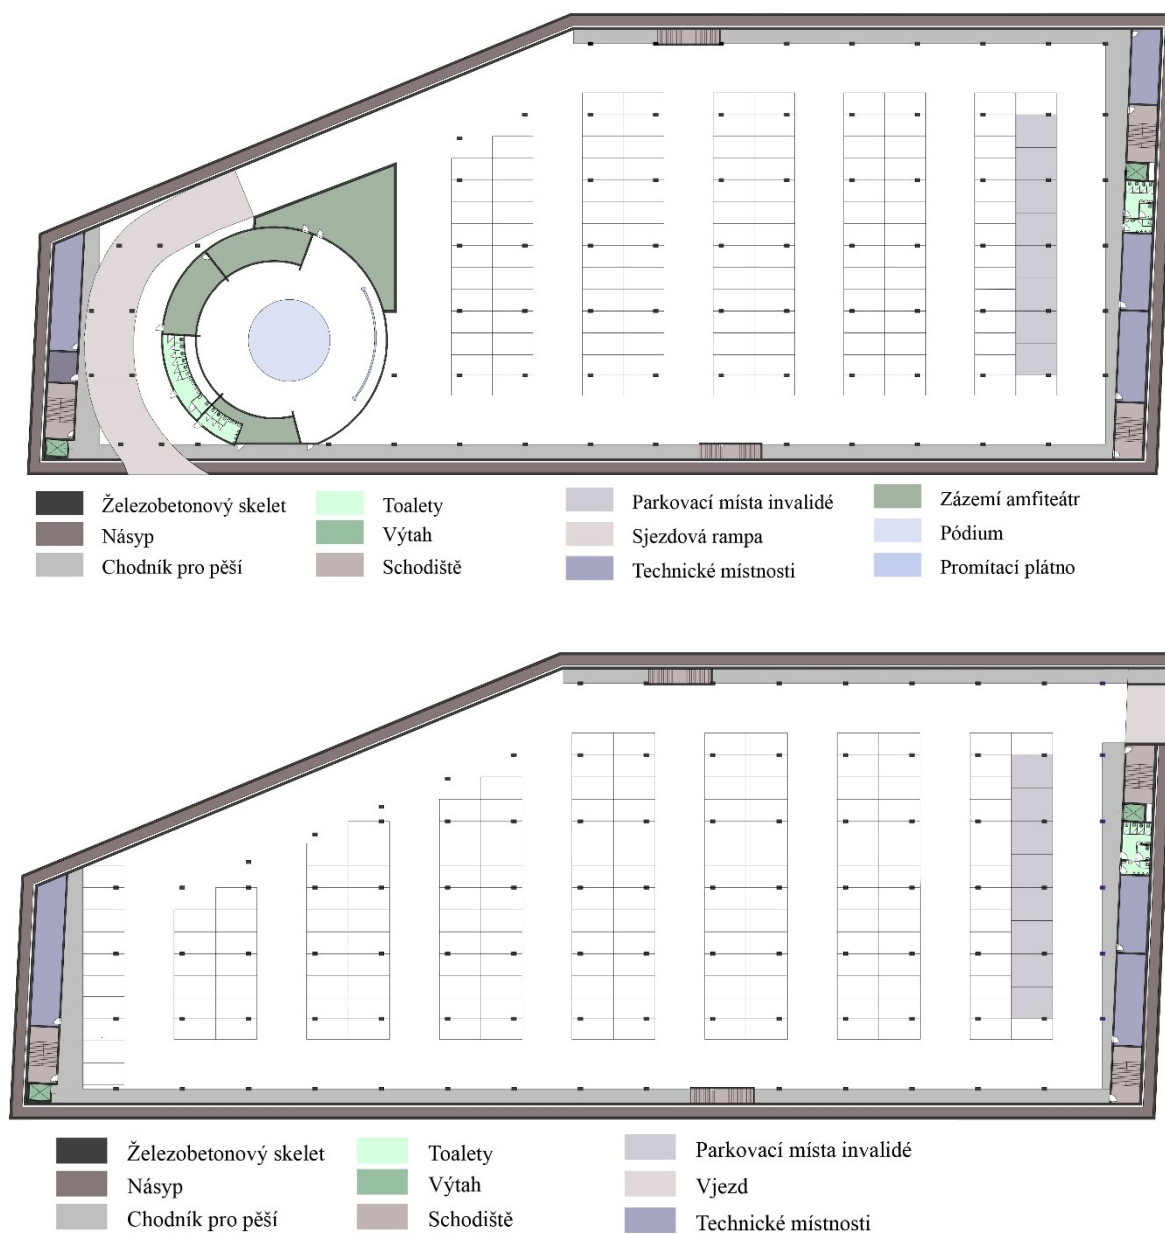 Železobetonový skelet
Násyp
Chodník pro pěší
Toalety
Výtah
Schodiště
Parkovací místa invalidé
Sjezdová rampa
Technické místnosti
Zázemí amfiteátr
Pódium
Promítací plátno
Železobetonový skelet
Násyp
Chodník pro pěší
Toalety
Výtah
Schodiště
Parkovací místa invalidé
Vjezd
Technické místnosti